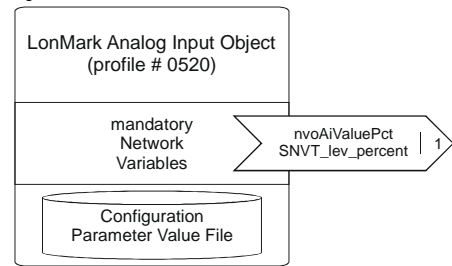 LonMark Analog Input Object
(profile # 0520)
mandatory
Network
Variables
nvoAiValuePct
SNVT_lev_percent
1
Configuration
Parameter Value File